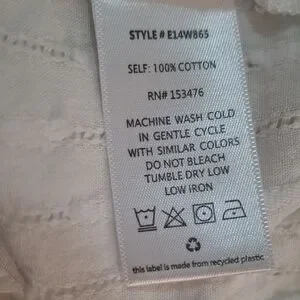 STYLE # E14W865
SELF: 100% COTTON
RN# 153476
MACHINE WASH COLD
IN GENTLE CYCLE
WITH SIMILAR COLORS
DO NOT BLEACH
TUMBLE DRY LOW
LOW IRON
this label is made from recycled plastic